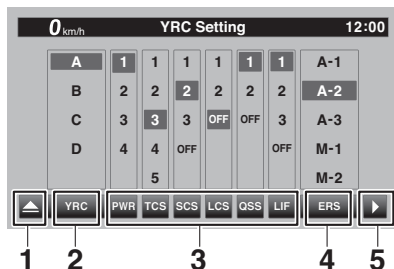 0 km/h YRC Setting 12:00
A 1 1 1 1 1 1 A-1
B 2 2 2 2 2 2 A-2
C 3 3 3 OFF OFF 3 A-3
D 4 4 OFF OFF M-1
5 M-2
YRC PWR TCS SCS LCS QSS LIF ERS
1 2 3 4 5